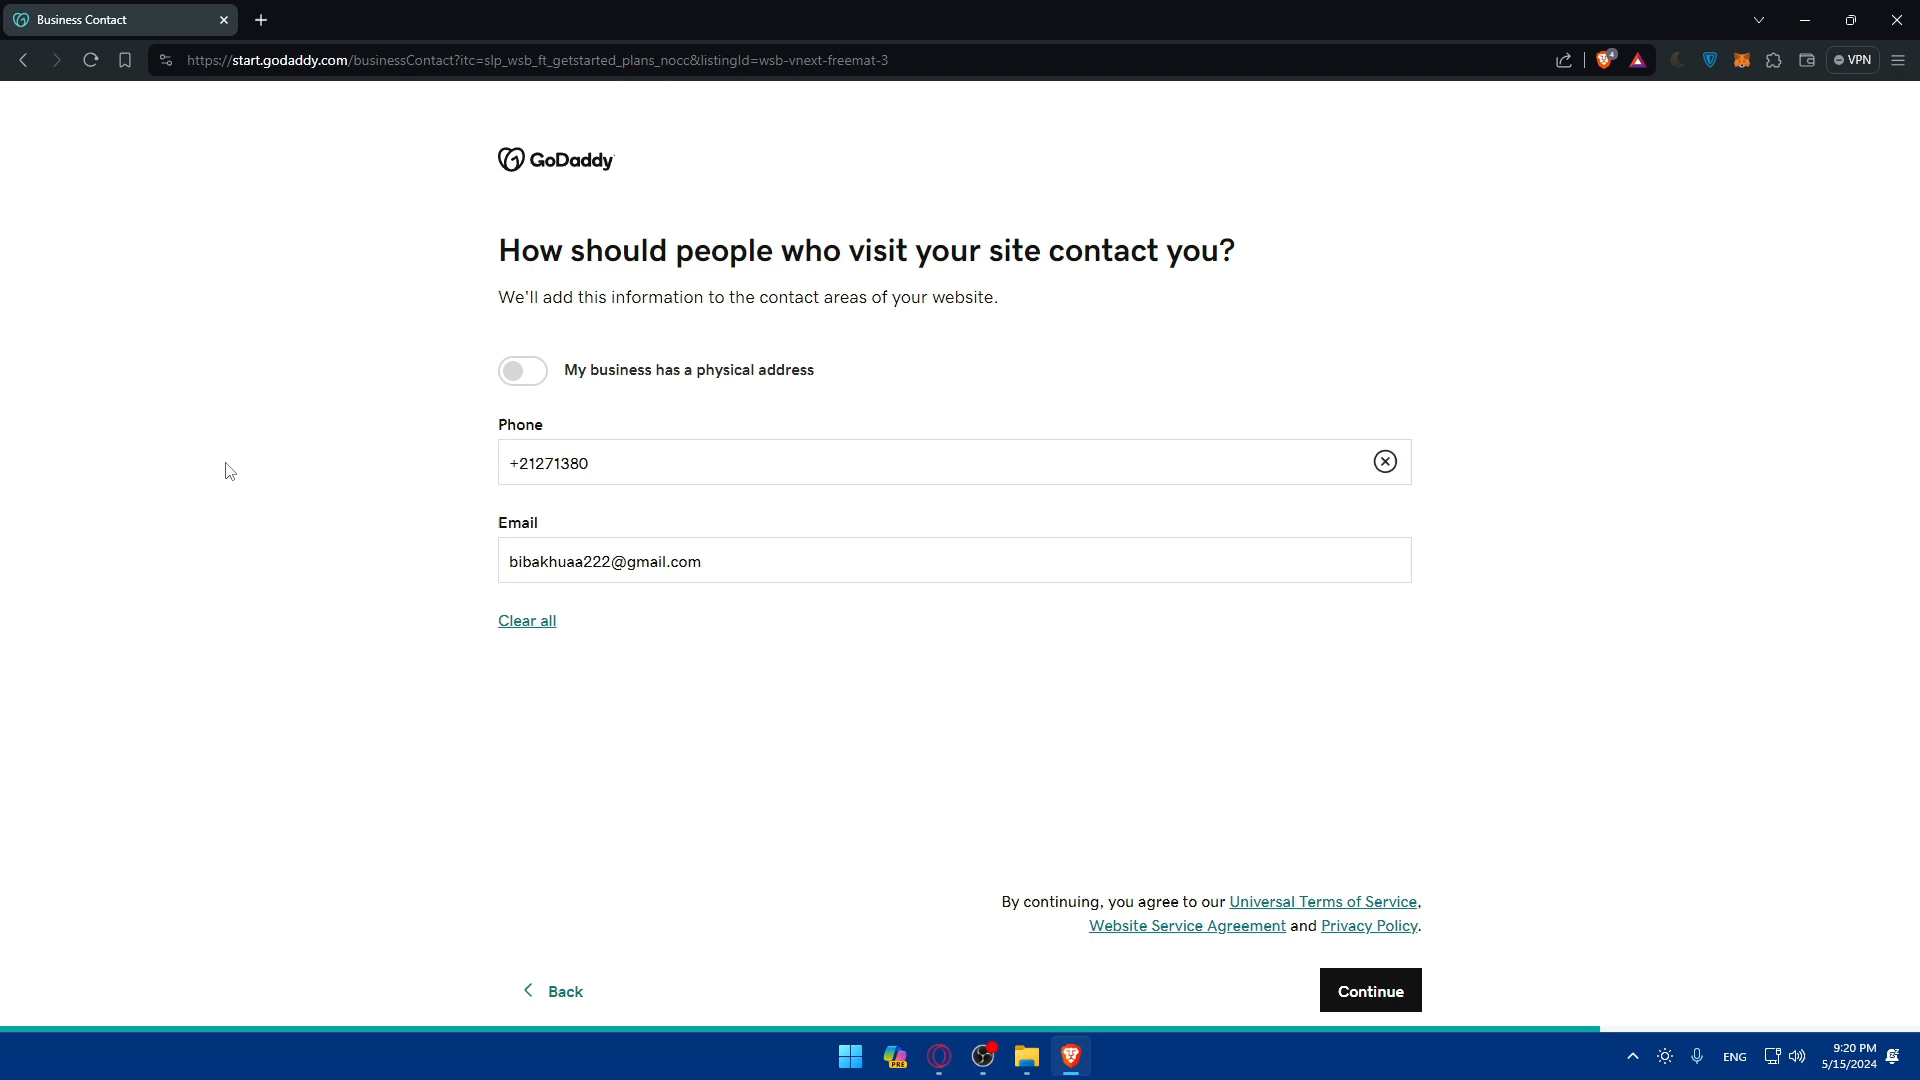 Business Contact
https://start.godaddy.com/businessContact?itc=slp_wsb_ft_getstarted_plans_nocc&listingId=wsb-vnext-freemat-3
4
VPN
GoDaddy
How should people who visit your site contact you?
We'll add this information to the contact areas of your website.
My business has a physical address
Phone
+21271380
Email
bibakhuaa222@gmail.com
Clear all
By continuing, you agree to our Universal Terms of Service,
Website Service Agreement and Privacy Policy.
Back
Continue
PRE
ENG
9:20 PM
5/15/2024